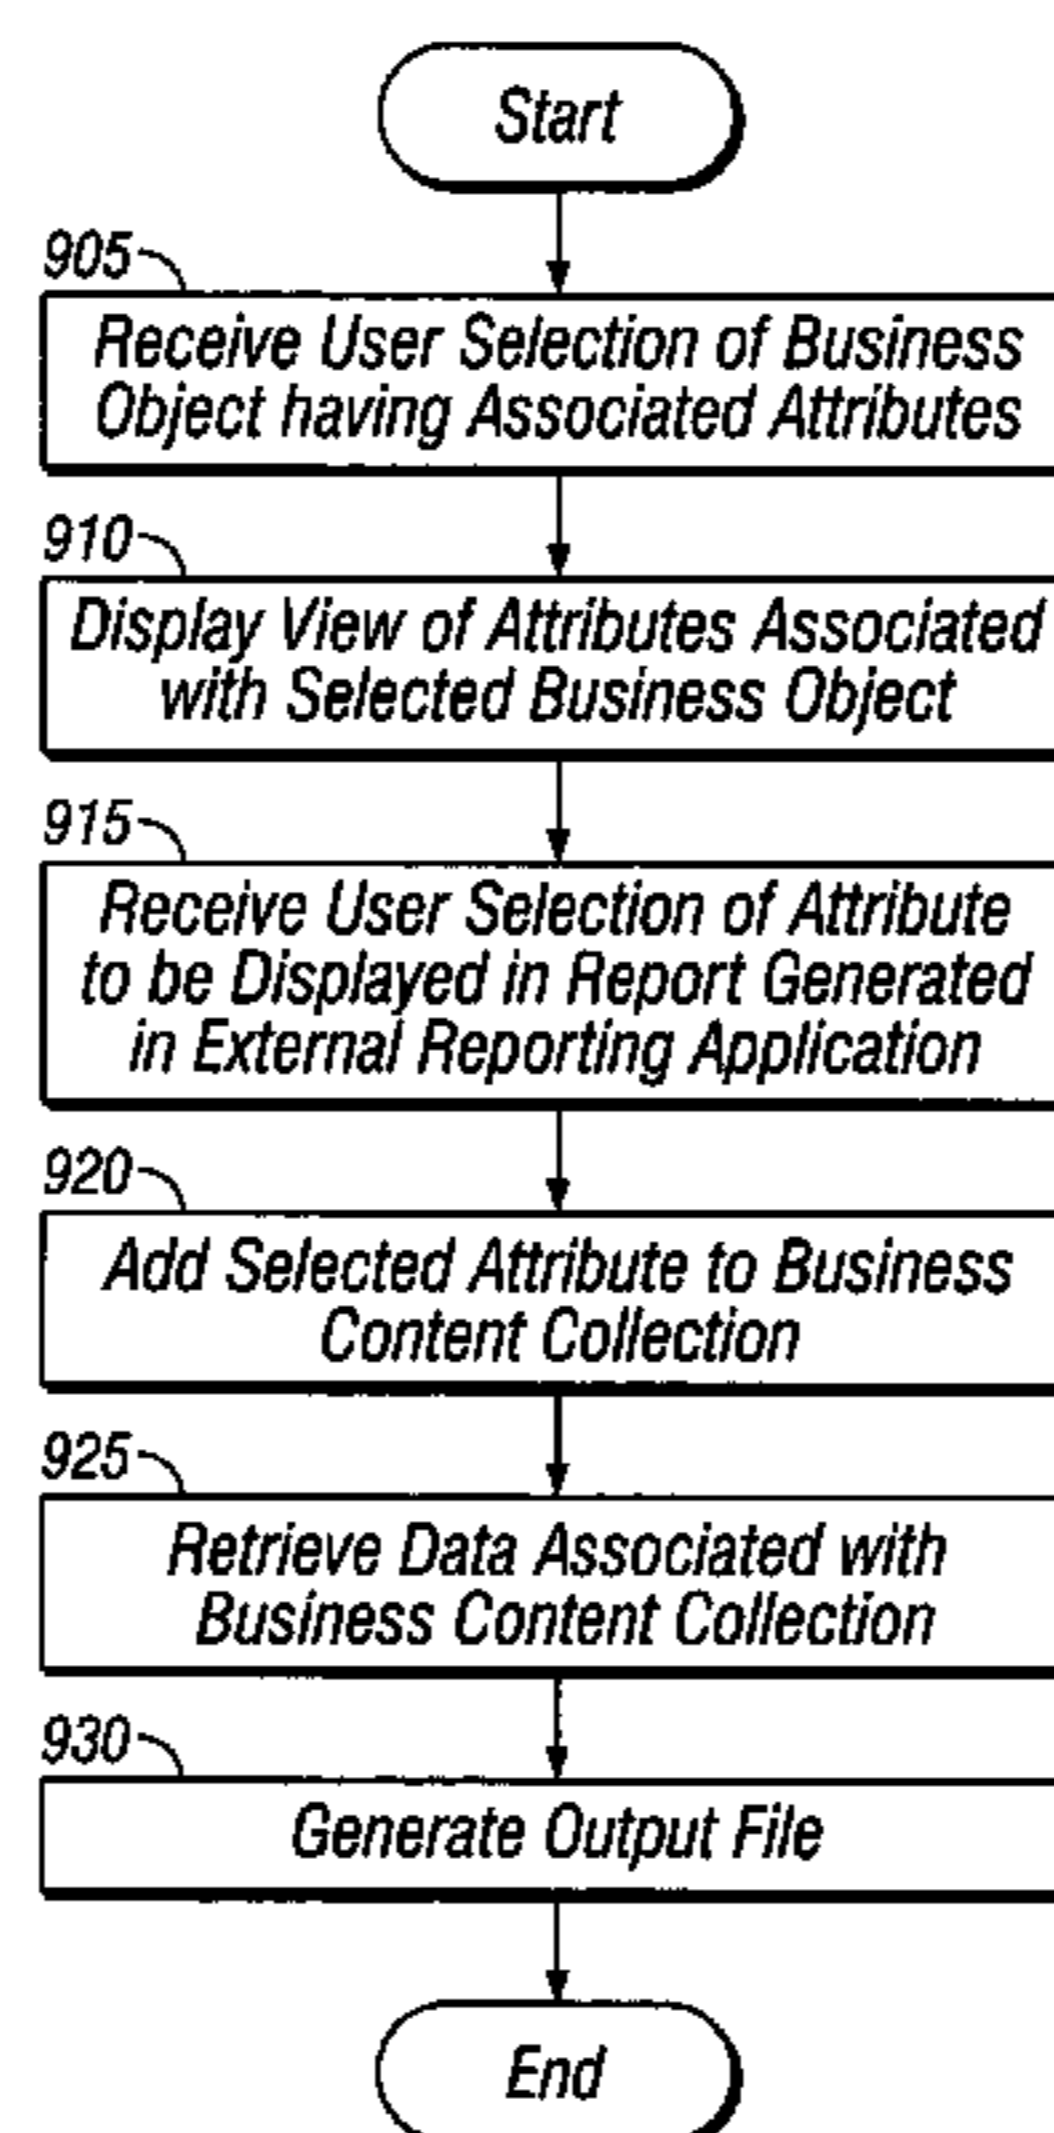 Start
905
Receive User Selection of Business
Object having Associated Attributes
910
Display View of Attributes Associated
with Selected Business Object
915
Receive User Selection of Attribute
to be Displayed in Report Generated
in External Reporting Application
920
Add Selected Attribute to Business
Content Collection
925
Retrieve Data Associated with
Business Content Collection
930
Generate Output File
End